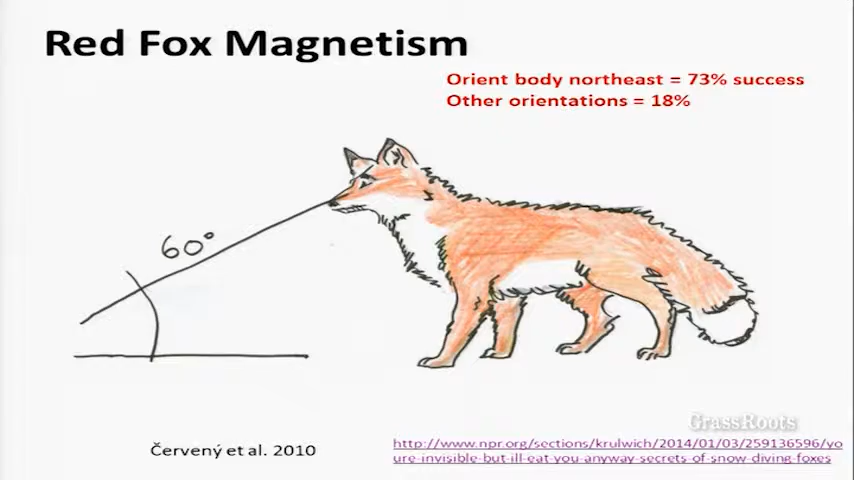 Red Fox Magnetism
Orient body northeast = 73% success
Other orientations = 18%
60°
GrassRoots
Červený et al. 2010
http://www.npr.org/sections/krulwich/2014/01/03/259136596/yo
ure-invisible-but-ill-eat-you-anyway-secrets-of-snow-diving-foxes